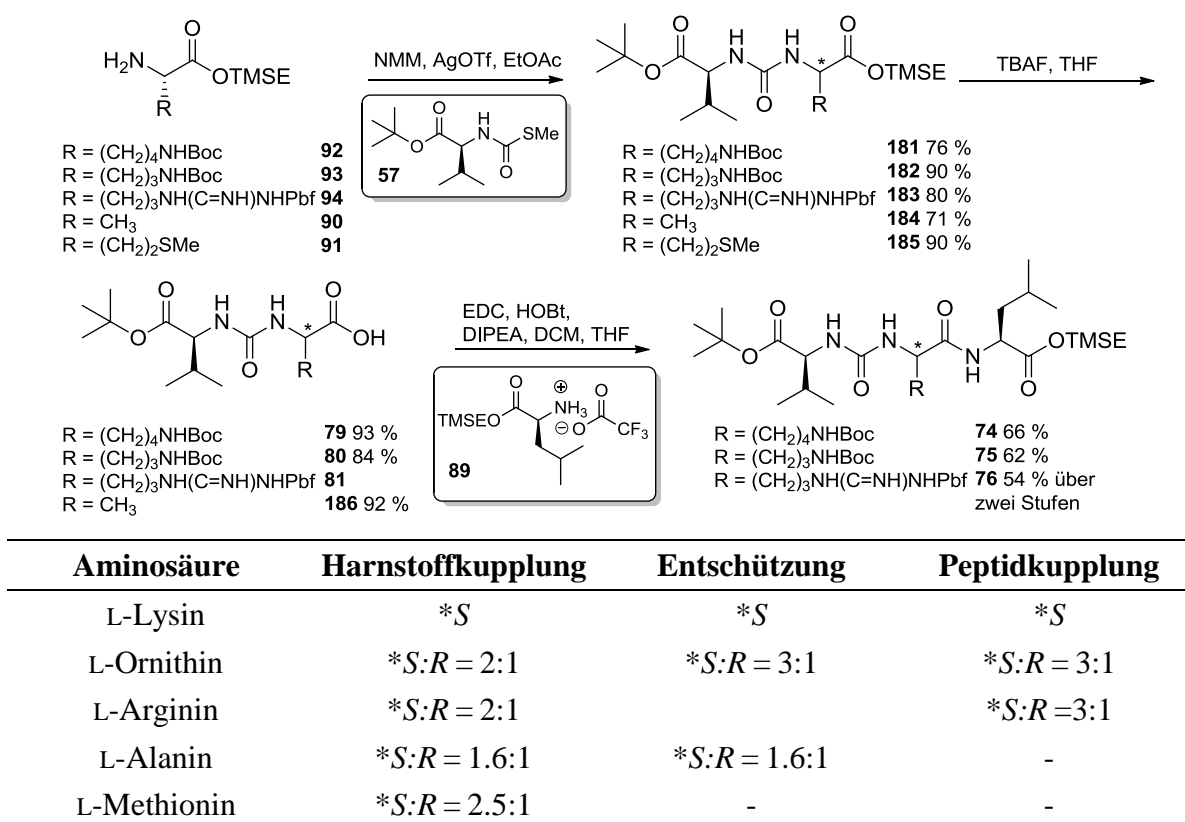 H2N
O
OTMSE
R
NMM, AgOTf, EtOAc
O
O
H
N
SMe
O
57
O
O
H
N
O
H
N
*
R
O
OTMSE
TBAF, THF
R = (CH2)4NHBoc 92
R = (CH2)3NHBoc 93
R = (CH2)3NH(C=NH)NHPbf 94
R = CH3 90
R = (CH2)2SMe 91
R = (CH2)4NHBoc 181 76 %
R = (CH2)3NHBoc 182 90 %
R = (CH2)3NH(C=NH)NHPbf 183 80 %
R = CH3 184 71 %
R = (CH2)2SMe 185 90 %
O
O
H
N
O
H
N
*
R
O
OH
EDC, HOBt,
DIPEA, DCM, THF
O
TMSEO
⊕
NH3
O
⊖O
CF3
89
O
O
H
N
O
H
N
*
R
O
N
H
OTMSE
O
R = (CH2)4NHBoc 79 93 %
R = (CH2)3NHBoc 80 84 %
R = (CH2)3NH(C=NH)NHPbf 81
R = CH3 186 92 %
R = (CH2)4NHBoc 74 66 %
R = (CH2)3NHBoc 75 62 %
R = (CH2)3NH(C=NH)NHPbf 76 54 % über
zwei Stufen
Aminosäure Harnstoffkupplung Entschützung Peptidkupplung
L-Lysin *S *S *S
L-Ornithin *S:R = 2:1 *S:R = 3:1 *S:R = 3:1
L-Arginin *S:R = 2:1 *S:R =3:1
L-Alanin *S:R = 1.6:1 *S:R = 1.6:1 -
L-Methionin *S:R = 2.5:1 - -